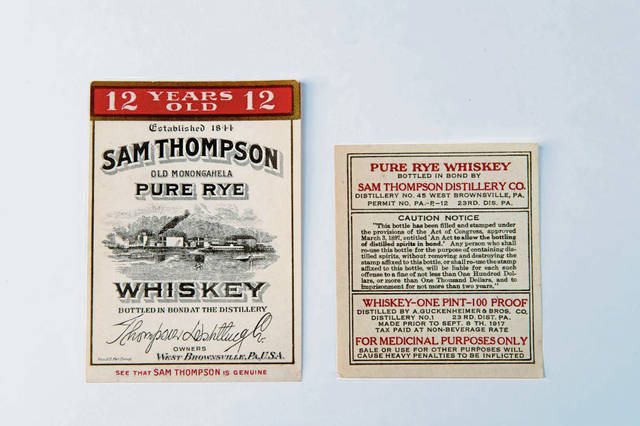 12 YEARS OLD 12
Established 1844
SAM THOMPSON
OLD MONONGAHELA
PURE RYE
WHISKEY
BOTTLED IN BOND AT THE DISTILLERY
Thompson Distilling Co.
OWNERS
WEST BROWNSVILLE, PA., U.S.A.
SEE THAT SAM THOMPSON IS GENUINE
PURE RYE WHISKEY
BOTTLED IN BOND BY
SAM THOMPSON DISTILLERY CO.
DISTILLERY NO. 45 WEST BROWNSVILLE, PA.
PERMIT NO. PA.-P-12 23RD. DIS. PA.
CAUTION NOTICE
"This bottle has been filled and stamped under
the provisions of the Act of Congress, approved
March 3, 1897, entitled 'An Act to allow the bottling
of distilled spirits in bond.' Any person who shall
re-use this bottle for the purpose of containing dis-
tilled spirits, without removing and destroying the
stamp affixed to this bottle, or shall re-use the stamp
affixed to this bottle, will be liable for each such
offense to a fine of not less than One Hundred Dol-
lars, or more than One Thousand Dollars, and to
imprisonment for not more than two years."
WHISKEY-ONE PINT-100 PROOF
DISTILLED BY A. GUCKENHEIMER & BROS. CO.
DISTILLERY NO. 1 23 RD. DIST. PA.
MADE PRIOR TO SEPT. 8 TH. 1917
TAX PAID AT NON-BEVERAGE RATE
FOR MEDICINAL PURPOSES ONLY
SALE OR USE FOR OTHER PURPOSES WILL
CAUSE HEAVY PENALTIES TO BE INFLICTED